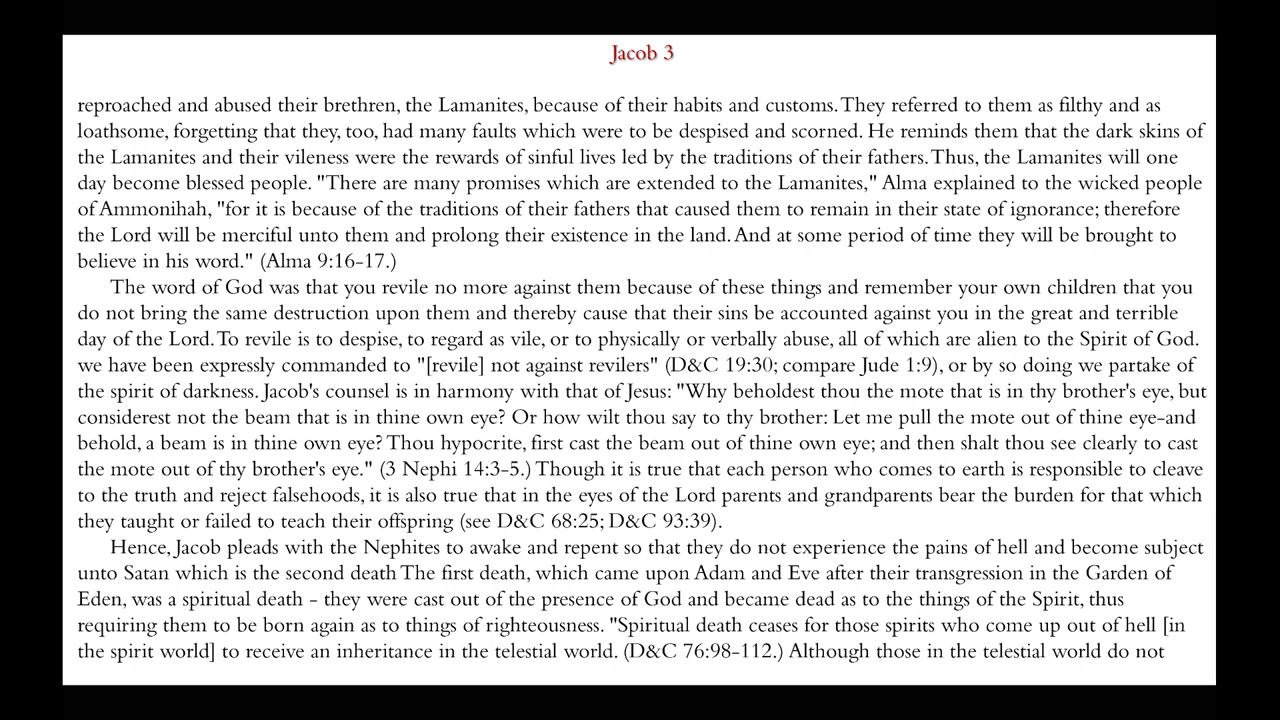 Jacob 3
reproached and abused their brethren, the Lamanites, because of their habits and customs. They referred to them as filthy and as
loathsome, forgetting that they, too, had many faults which were to be despised and scorned. He reminds them that the dark skins of
the Lamanites and their vileness were the rewards of sinful lives led by the traditions of their fathers. Thus, the Lamanites will one
day become blessed people. "There are many promises which are extended to the Lamanites," Alma explained to the wicked people
of Ammonihah, "for it is because of the traditions of their fathers that caused them to remain in their state of ignorance; therefore
the Lord will be merciful unto them and prolong their existence in the land. And at some period of time they will be brought to
believe in his word." (Alma 9:16-17.)
The word of God was that you revile no more against them because of these things and remember your own children that you
do not bring the same destruction upon them and thereby cause that their sins be accounted against you in the great and terrible
day of the Lord. To revile is to despise, to regard as vile, or to physically or verbally abuse, all of which are alien to the Spirit of God.
we have been expressly commanded to "[revile] not against revilers" (D&C 19:30; compare Jude 1:9), or by so doing we partake of
the spirit of darkness. Jacob's counsel is in harmony with that of Jesus: "Why beholdest thou the mote that is in thy brother's eye, but
considerest not the beam that is in thine own eye? Or how wilt thou say to thy brother: Let me pull the mote out of thine eye-and
behold, a beam is in thine own eye? Thou hypocrite, first cast the beam out of thine own eye; and then shalt thou see clearly to cast
the mote out of thy brother's eye." (3 Nephi 14:3-5.) Though it is true that each person who comes to earth is responsible to cleave
to the truth and reject falsehoods, it is also true that in the eyes of the Lord parents and grandparents bear the burden for that which
they taught or failed to teach their offspring (see D&C 68:25; D&C 93:39).
Hence, Jacob pleads with the Nephites to awake and repent so that they do not experience the pains of hell and become subject
unto Satan which is the second death The first death, which came upon Adam and Eve after their transgression in the Garden of
Eden, was a spiritual death - they were cast out of the presence of God and became dead as to the things of the Spirit, thus
requiring them to be born again as to things of righteousness. "Spiritual death ceases for those spirits who come up out of hell [in
the spirit world] to receive an inheritance in the telestial world. (D&C 76:98-112.) Although those in the telestial world do not